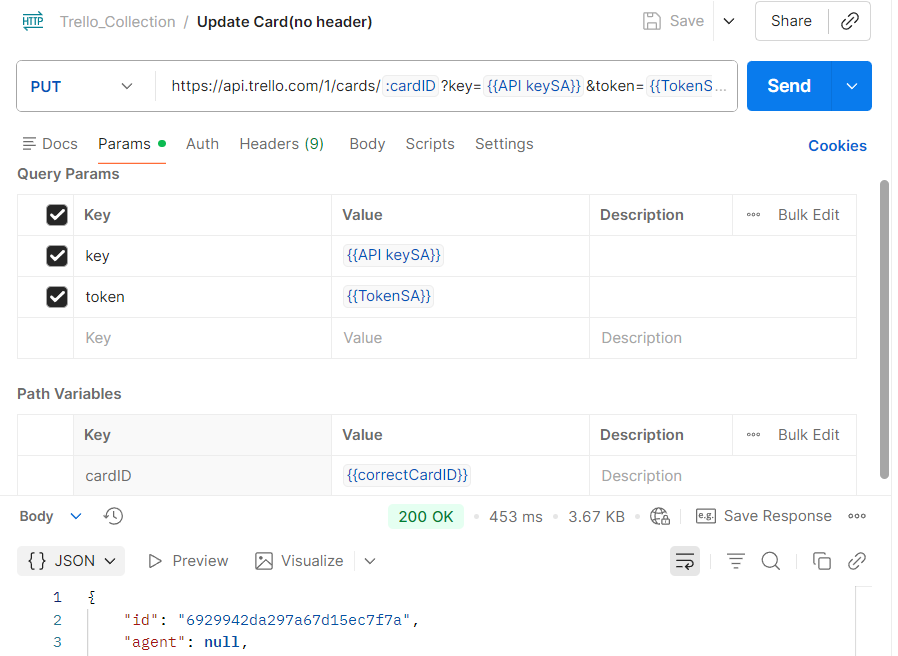 HTTP Trello_Collection / Update Card(no header) Save Share
PUT https://api.trello.com/1/cards/ :cardID ?key= {{API keySA}} &token= {{TokenS... Send
Docs Params Auth Headers (9) Body Scripts Settings Cookies
Query Params
Key Value Description Bulk Edit
key {{API keySA}}
token {{TokenSA}}
Key Value Description
Path Variables
Key Value Description Bulk Edit
cardID {{correctCardID}} Description
Body 200 OK 453 ms 3.67 KB e.g. Save Response
{} JSON Preview Visualize
1 {
2 "id": "6929942da297a67d15ec7f7a",
3 "agent": null,